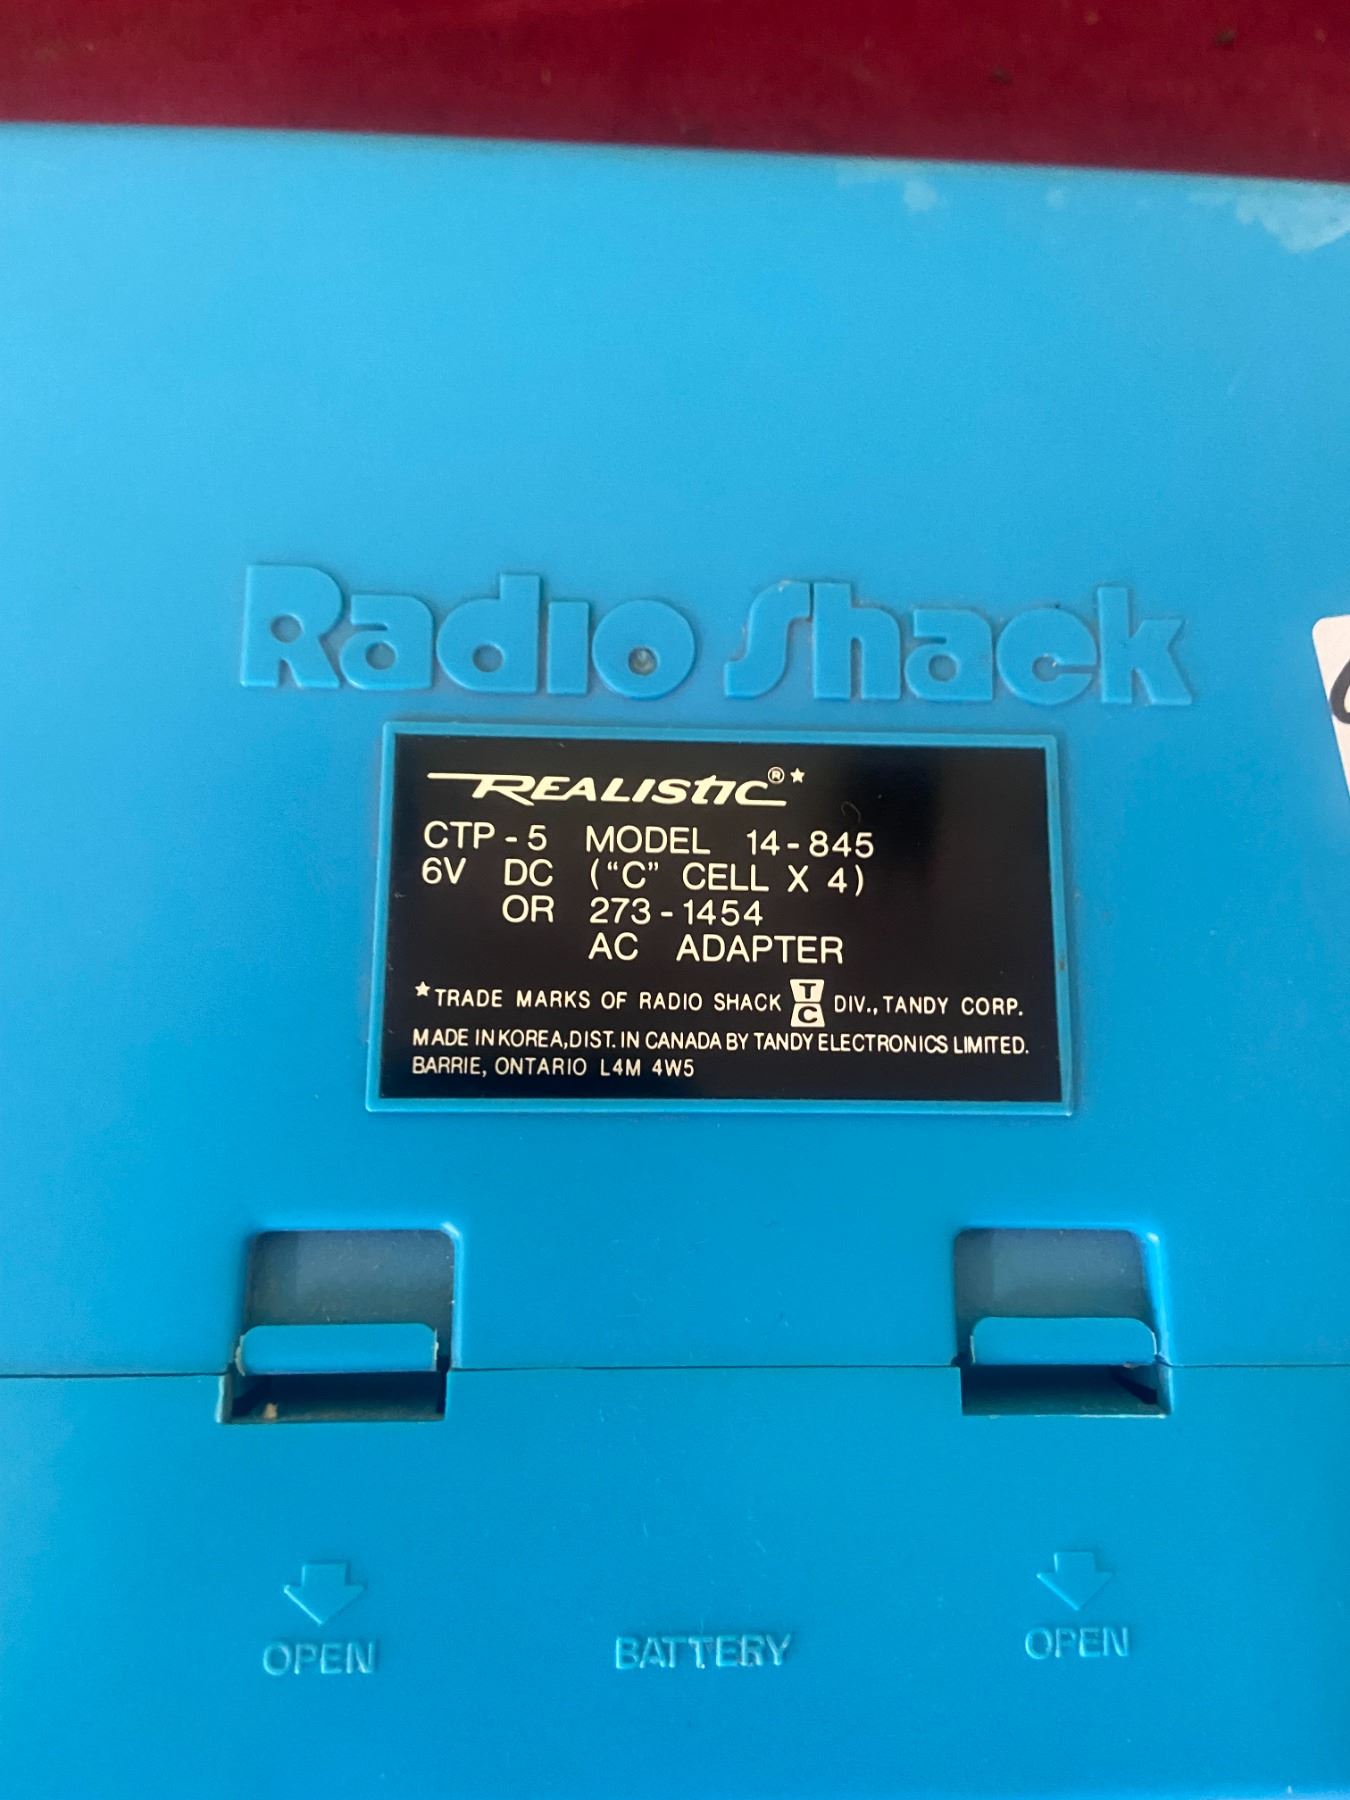 Radio Shack
REALISTIC®★
CTP-5 MODEL 14-845
6V DC ("C" CELL X 4)
OR 273-1454
AC ADAPTER
★TRADE MARKS OF RADIO SHACK TC DIV., TANDY CORP.
MADE IN KOREA, DIST. IN CANADA BY TANDY ELECTRONICS LIMITED.
BARRIE, ONTARIO L4M 4W5
OPEN BATTERY OPEN